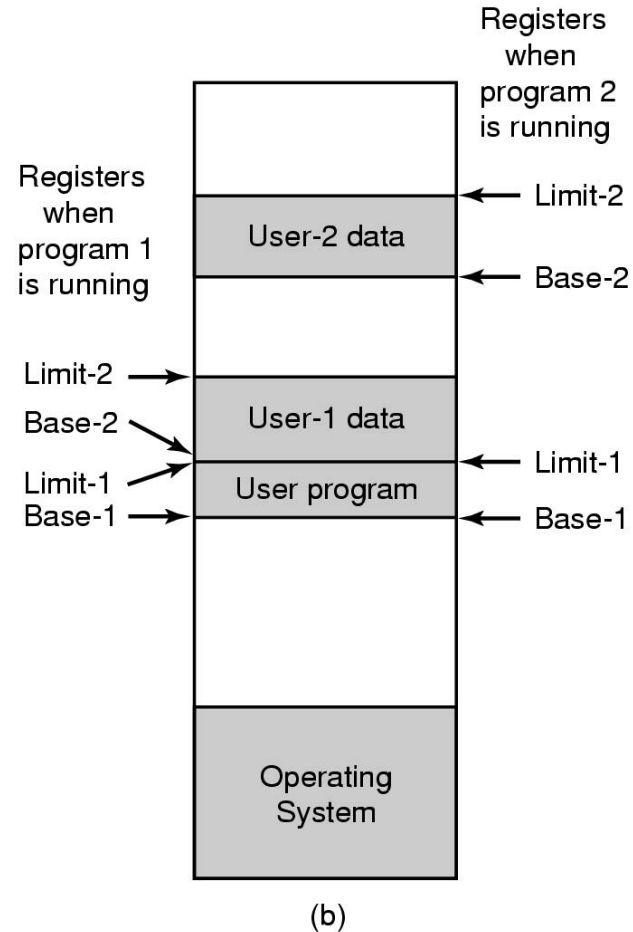 Registers
when
program 2
is running
Registers
when
program 1
is running
Limit-2
User-2 data
Base-2
Limit-2
Base-2
User-1 data
Limit-1
Limit-1
User program
Base-1
Base-1
Operating
System
(b)